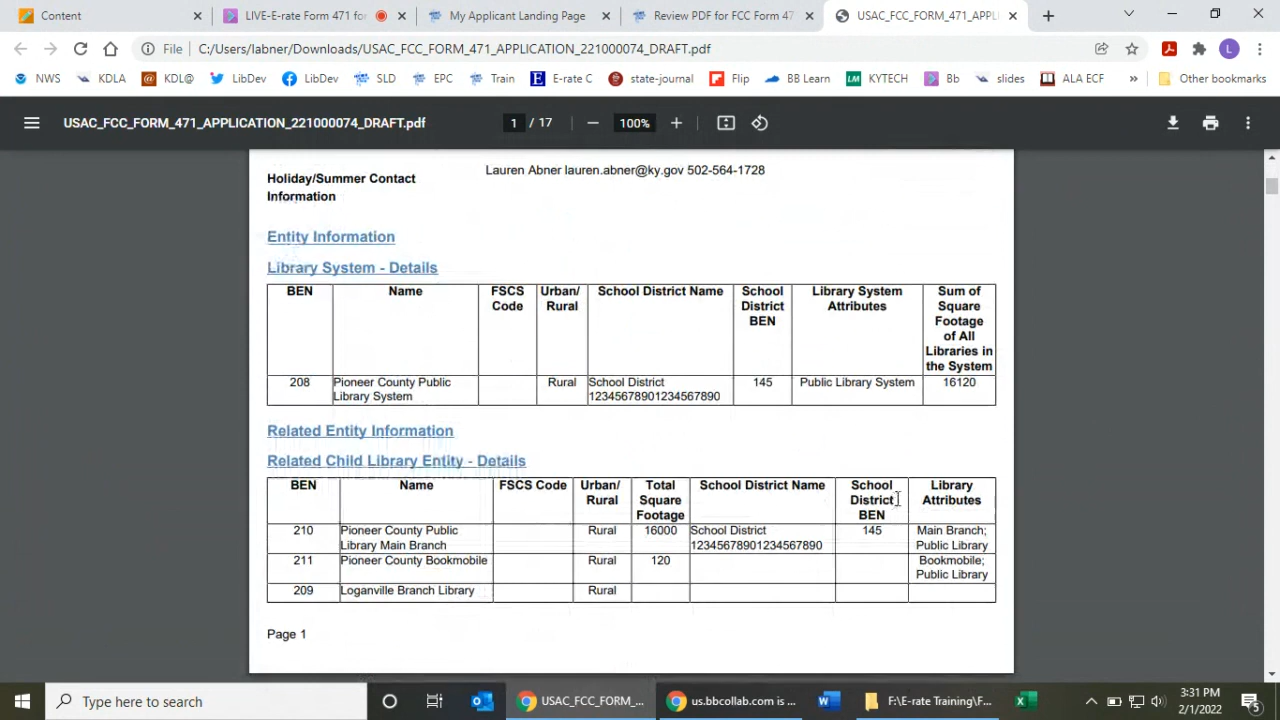 Content
LIVE-E-rate Form 471 for
My Applicant Landing Page
Review PDF for FCC Form 47
USAC_FCC_FORM_471_APPL
File C:/Users/labner/Downloads/USAC_FCC_FORM_471_APPLICATION_221000074_DRAFT.pdf
L
NWS KDLA KDL@ LibDev LibDev SLD EPC Train E-rate C state-journal Flip BB Learn KYTECH Bb slides ALA ECF » Other bookmarks
USAC_FCC_FORM_471_APPLICATION_221000074_DRAFT.pdf 1 / 17 100%
Holiday/Summer Contact
Information
Lauren Abner lauren.abner@ky.gov 502-564-1728
Entity Information
Library System - Details
BEN Name FSCS Code Urban/ Rural School District Name School District BEN Library System Attributes Sum of Square Footage of All Libraries in the System
208 Pioneer County Public Library System Rural School District 12345678901234567890 145 Public Library System 16120
Related Entity Information
Related Child Library Entity - Details
BEN Name FSCS Code Urban/ Rural Total Square Footage School District Name School District BEN Library Attributes
210 Pioneer County Public Library Main Branch Rural 16000 School District 12345678901234567890 145 Main Branch; Public Library
211 Pioneer County Bookmobile Rural 120 Bookmobile; Public Library
209 Loganville Branch Library Rural
Page 1
Type here to search
USAC_FCC_FORM_...
us.bbcollab.com is ...
F:\E-rate Training\F...
3:31 PM
2/1/2022
5